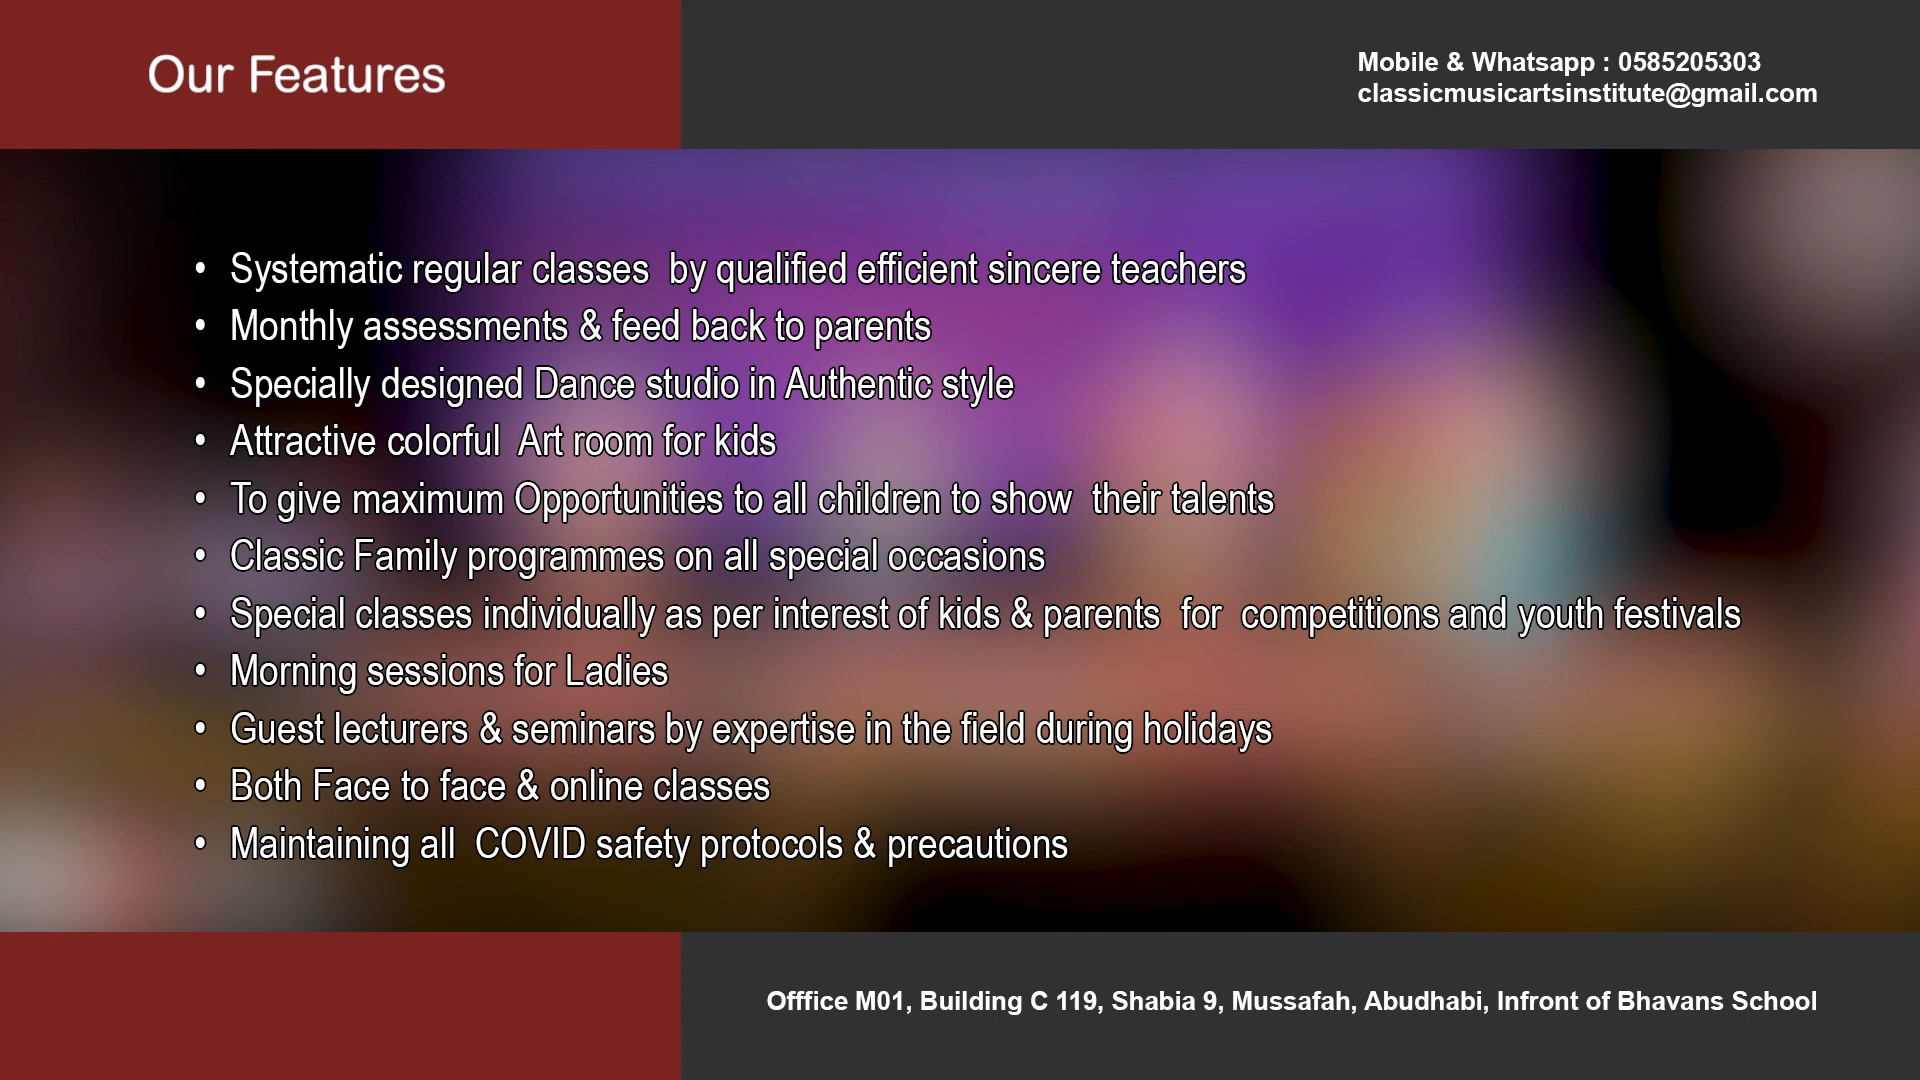 Our Features
Mobile & Whatsapp : 0585205303
classicmusicartsinstitute@gmail.com
• Systematic regular classes  by qualified efficient sincere teachers
• Monthly assessments & feed back to parents
• Specially designed Dance studio in Authentic style
• Attractive colorful  Art room for kids
• To give maximum Opportunities to all children to show  their talents
• Classic Family programmes on all special occasions
• Special classes individually as per interest of kids & parents  for  competitions and youth festivals
• Morning sessions for Ladies
• Guest lecturers & seminars by expertise in the field during holidays
• Both Face to face & online classes
• Maintaining all  COVID safety protocols & precautions
Offfice M01, Building C 119, Shabia 9, Mussafah, Abudhabi, Infront of Bhavans School